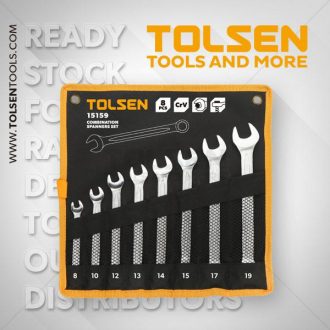 READY
STOCK
FO
RA
DE
TO
OU
DISTRIBUTORS
WWW.TOLSENTOOLS.COM
TOLSEN
TOOLS AND MORE
TOLSEN
15159
COMBINATION
SPANNERS SET
8
PCS
CrV
8 10 12 13 14 15 17 19